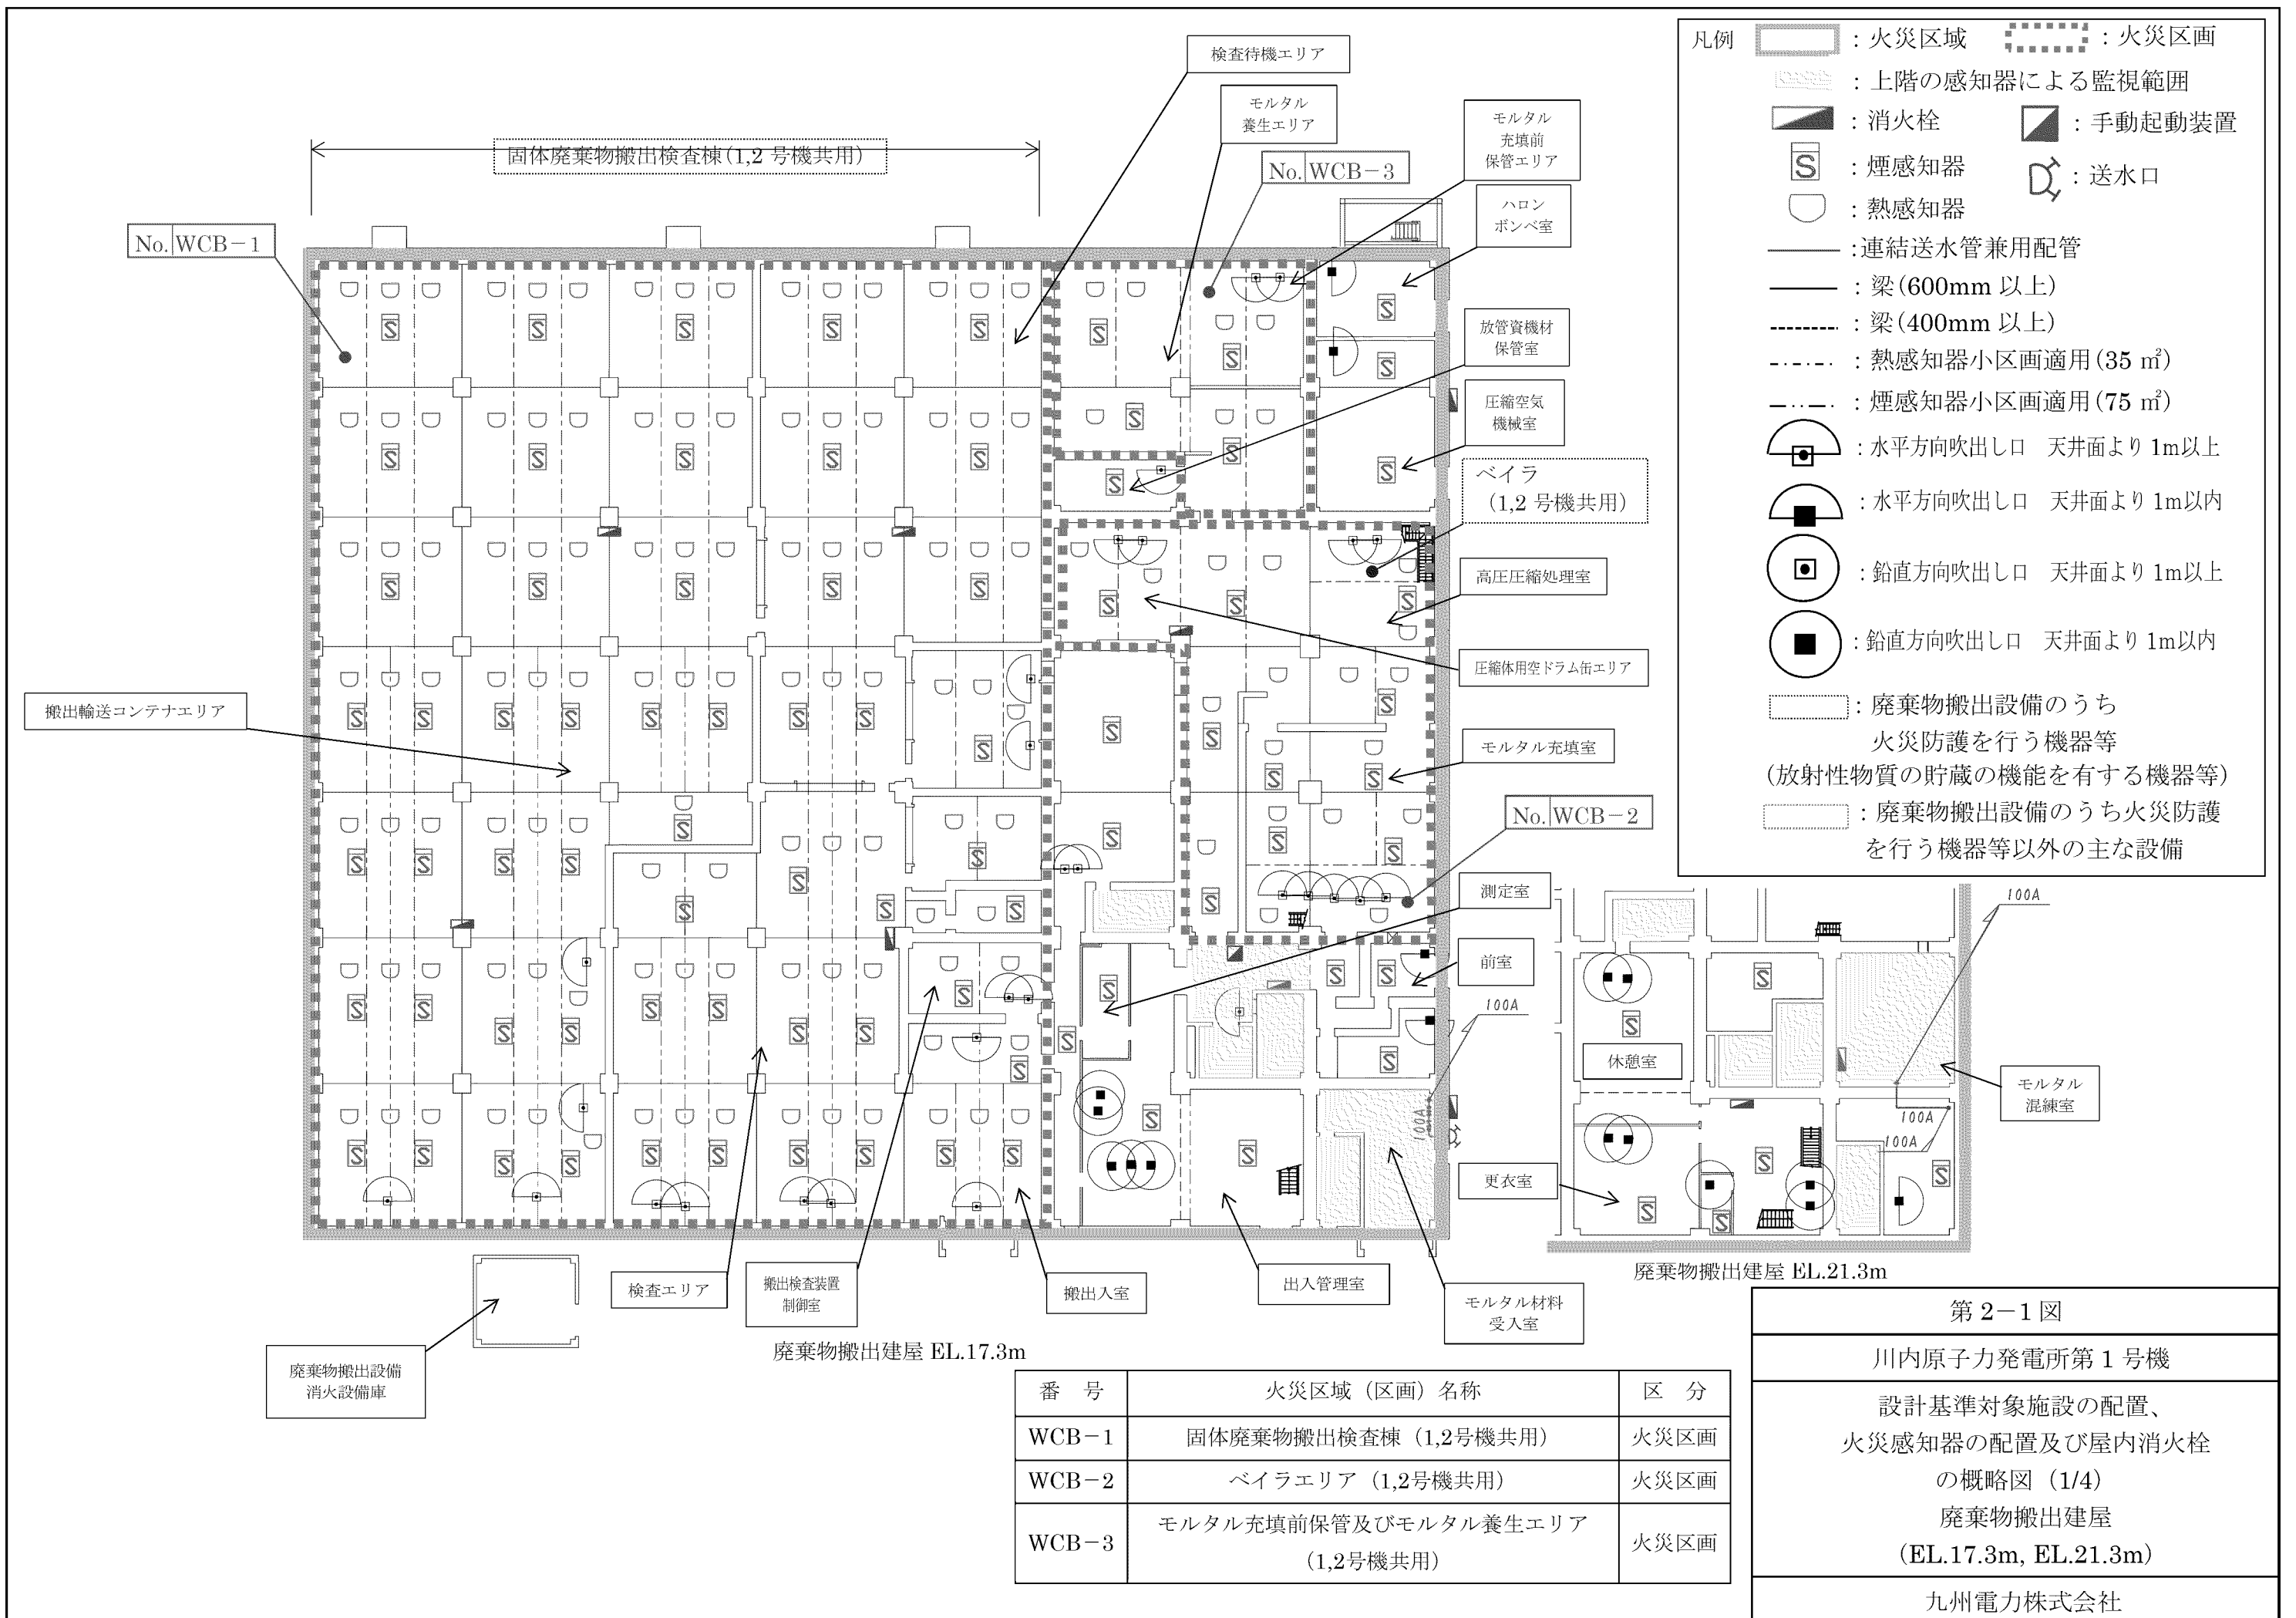 検査待機エリア
モルタル
養生エリア
モルタル
充填前
保管エリア
固体廃棄物搬出検査棟(1,2 号機共用)
No. WCB-3
No. WCB-1
ハロン
ボンベ室
放管資機材
保管室
圧縮空気
機械室
ベイラ
(1,2 号機共用)
高圧圧縮処理室
圧縮体用空ドラム缶エリア
搬出輸送コンテナエリア
モルタル充填室
No. WCB-2
測定室
前室
100A
100A
休憩室
モルタル
混練室
100A
100A
100A
更衣室
廃棄物搬出建屋 EL.21.3m
検査エリア
搬出検査装置
制御室
搬出入室
出入管理室
モルタル材料
受入室
廃棄物搬出設備
消火設備庫
廃棄物搬出建屋 EL.17.3m
凡例
: 火災区域
: 火災区画
: 上階の感知器による監視範囲
: 消火栓
: 手動起動装置
S : 煙感知器
: 送水口
: 熱感知器
:連結送水管兼用配管
: 梁(600mm 以上)
: 梁(400mm 以上)
: 熱感知器小区画適用(35 ㎡)
: 煙感知器小区画適用(75 ㎡)
: 水平方向吹出し口 天井面より 1m以上
: 水平方向吹出し口 天井面より 1m以内
: 鉛直方向吹出し口 天井面より 1m以上
: 鉛直方向吹出し口 天井面より 1m以内
: 廃棄物搬出設備のうち
火災防護を行う機器等
(放射性物質の貯蔵の機能を有する機器等)
: 廃棄物搬出設備のうち火災防護
を行う機器等以外の主な設備
番 号 火災区域（区画）名称 区 分
WCB-1 固体廃棄物搬出検査棟（1,2号機共用） 火災区画
WCB-2 ベイラエリア（1,2号機共用） 火災区画
WCB-3 モルタル充填前保管及びモルタル養生エリア
（1,2号機共用） 火災区画
第 2-1 図
川内原子力発電所第 1 号機
設計基準対象施設の配置、
火災感知器の配置及び屋内消火栓
の概略図（1/4）
廃棄物搬出建屋
(EL.17.3m, EL.21.3m)
九州電力株式会社